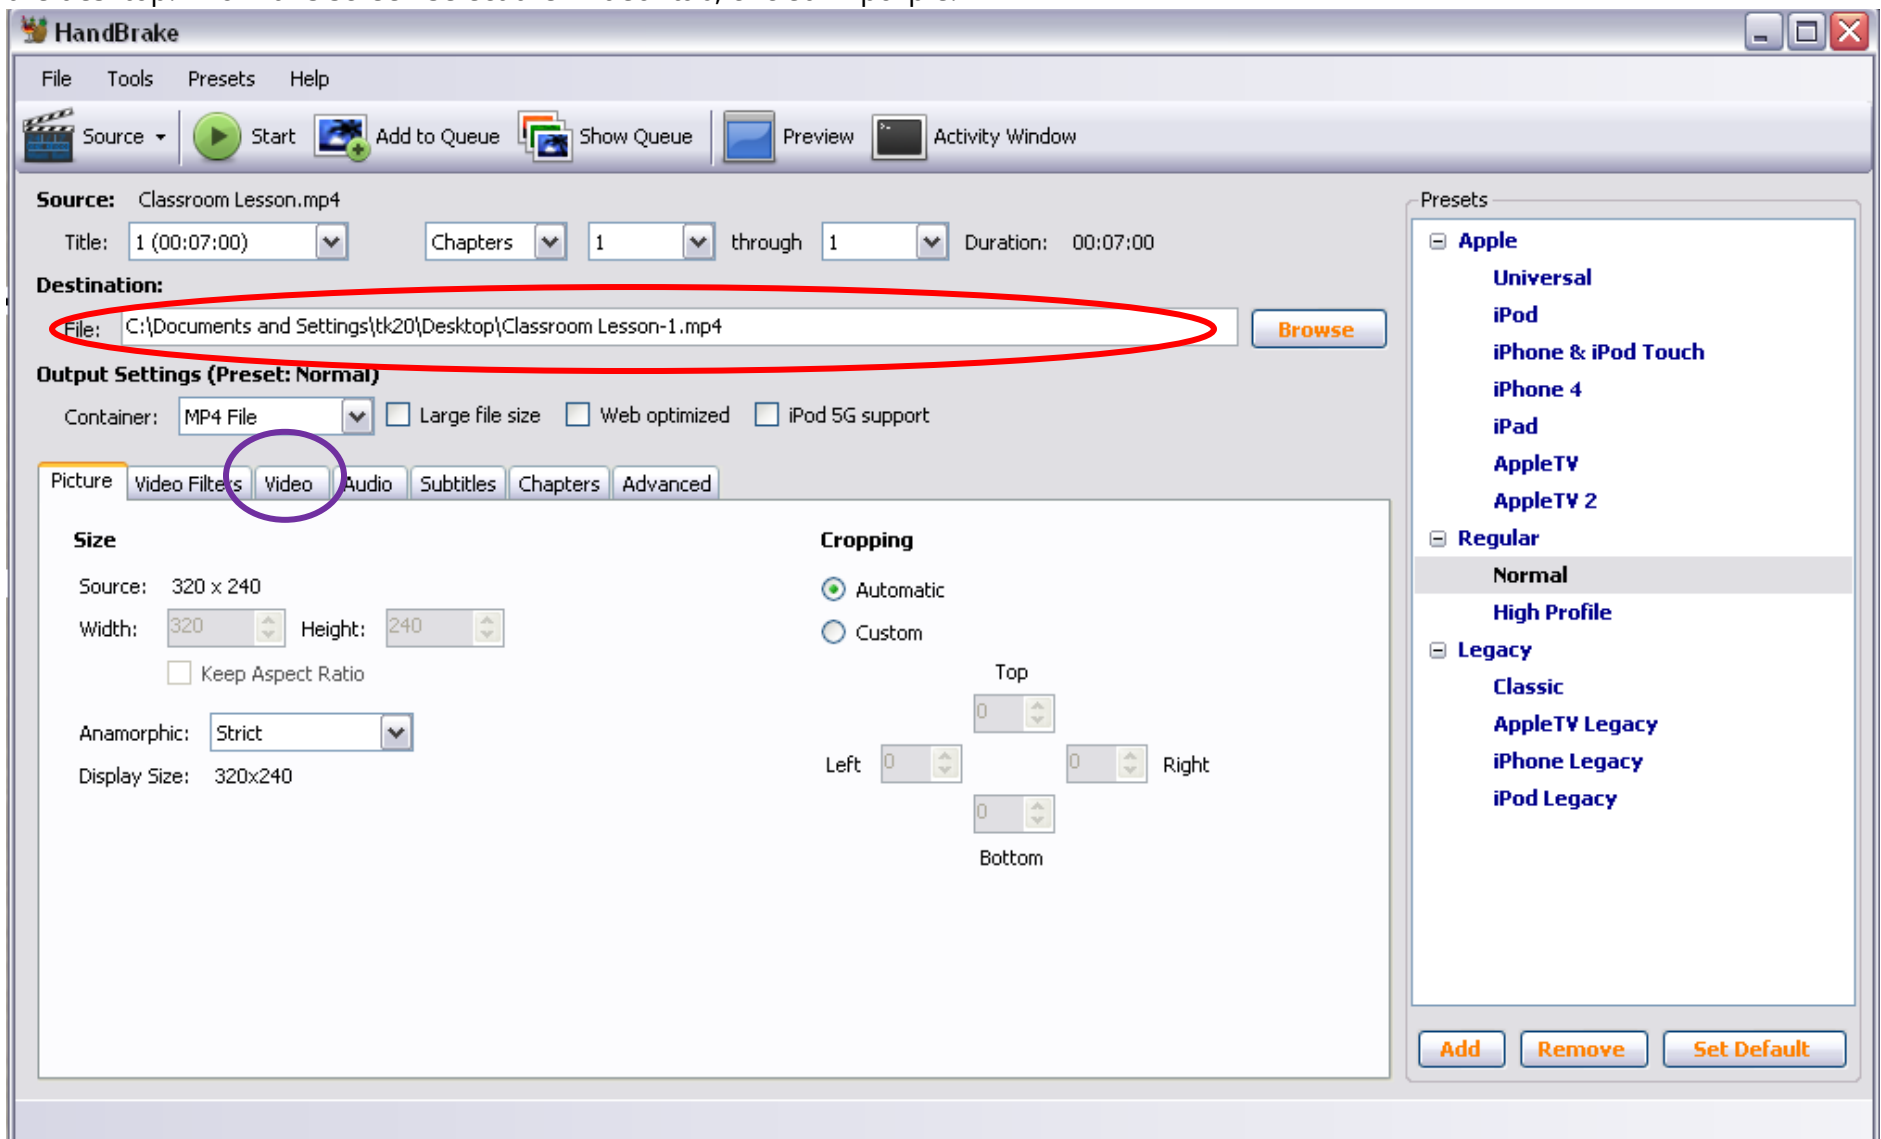 HandBrake
File Tools Presets Help
Source Start Add to Queue Show Queue Preview Activity Window
Source: Classroom Lesson.mp4
Title: 1 (00:07:00) Chapters 1 through 1 Duration: 00:07:00
Destination:
File: C:\Documents and Settings\tk20\Desktop\Classroom Lesson-1.mp4 Browse
Output Settings (Preset: Normal)
Container: MP4 File Large file size Web optimized iPod 5G support
Picture Video Filters Video Audio Subtitles Chapters Advanced
Size
Source: 320 x 240
Width: 320 Height: 240
Keep Aspect Ratio
Anamorphic: Strict
Display Size: 320x240
Cropping
Automatic
Custom
Top
0
Left 0 0 Right
0
Bottom
Presets
Apple
Universal
iPod
iPhone & iPod Touch
iPhone 4
iPad
AppleTV
AppleTV 2
Regular
Normal
High Profile
Legacy
Classic
AppleTV Legacy
iPhone Legacy
iPod Legacy
Add Remove Set Default